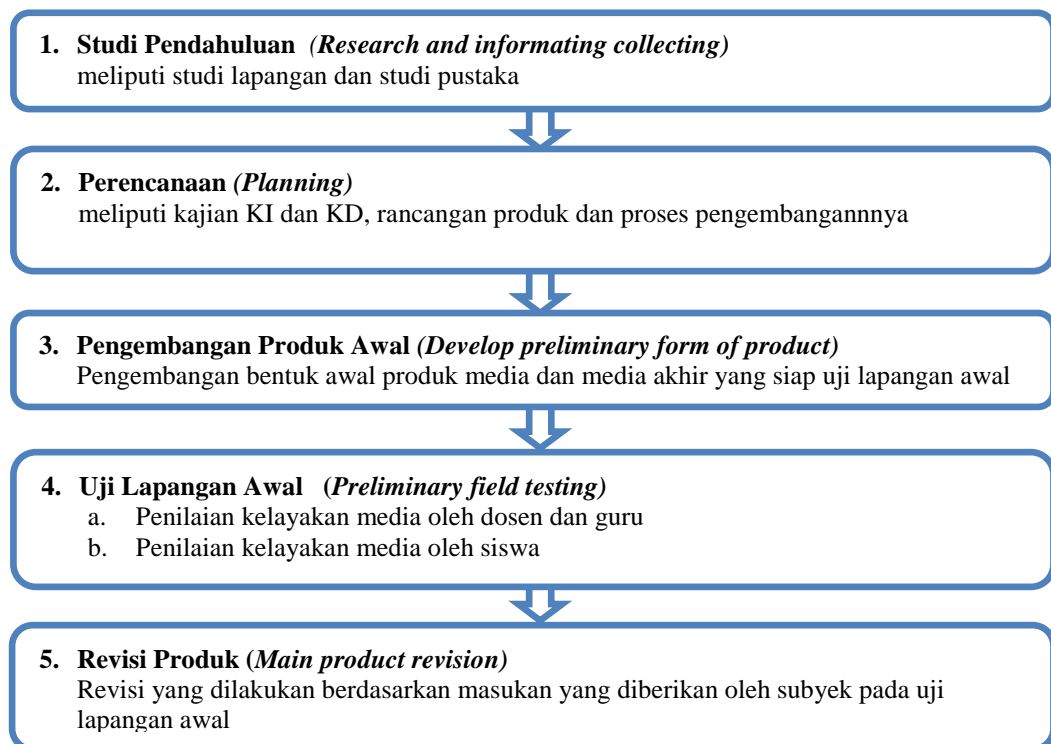 1. Studi Pendahuluan (Research and informating collecting)
meliputi studi lapangan dan studi pustaka
2. Perencanaan (Planning)
meliputi kajian KI dan KD, rancangan produk dan proses pengembangannnya
3. Pengembangan Produk Awal (Develop preliminary form of product)
Pengembangan bentuk awal produk media dan media akhir yang siap uji lapangan awal
4. Uji Lapangan Awal (Preliminary field testing)
a. Penilaian kelayakan media oleh dosen dan guru
b. Penilaian kelayakan media oleh siswa
5. Revisi Produk (Main product revision)
Revisi yang dilakukan berdasarkan masukan yang diberikan oleh subyek pada uji
lapangan awal